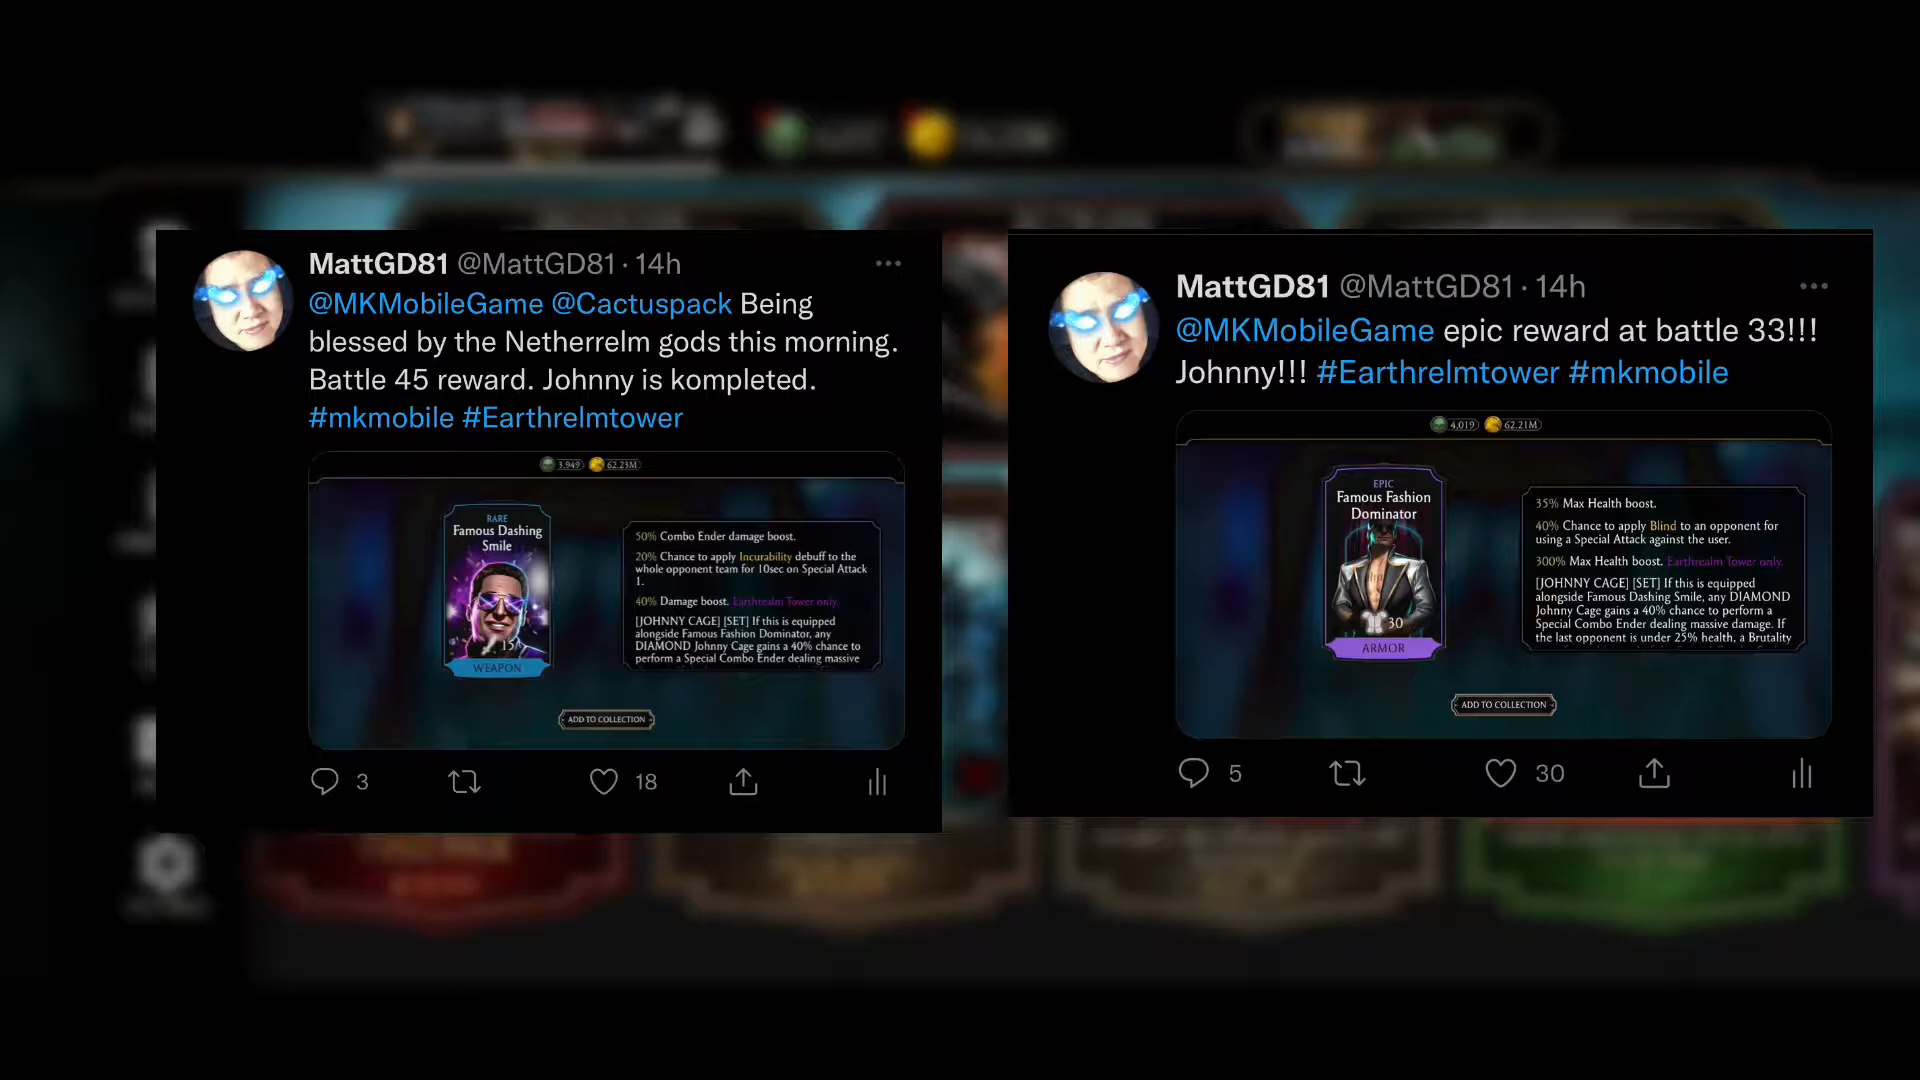 MattGD81 @MattGD81 · 14h
@MKMobileGame @Cactuspack Being
blessed by the Netherrelm gods this morning.
Battle 45 reward. Johnny is kompleted.
#mkmobile #Earthrelmtower
3,949 62.23M
RARE
Famous Dashing
Smile
15
WEAPON
50% Combo Ender damage boost.
20% Chance to apply Incurability debuff to the
whole opponent team for 10sec on Special Attack
1.
40% Damage boost. Earthrealm Tower only.
[JOHNNY CAGE] [SET] If this is equipped
alongside Famous Fashion Dominator, any
DIAMOND Johnny Cage gains a 40% chance to
perform a Special Combo Ender dealing massive
ADD TO COLLECTION
3 18
MattGD81 @MattGD81 · 14h
@MKMobileGame epic reward at battle 33!!!
Johnny!!! #Earthrelmtower #mkmobile
4,019 62.21M
EPIC
Famous Fashion
Dominator
30
ARMOR
35% Max Health boost.
40% Chance to apply Blind to an opponent for
using a Special Attack against the user.
300% Max Health boost. Earthrealm Tower only.
[JOHNNY CAGE] [SET] If this is equipped
alongside Famous Dashing Smile, any DIAMOND
Johnny Cage gains a 40% chance to perform a
Special Combo Ender dealing massive damage. If
the last opponent is under 25% health, a Brutality
ADD TO COLLECTION
5 30